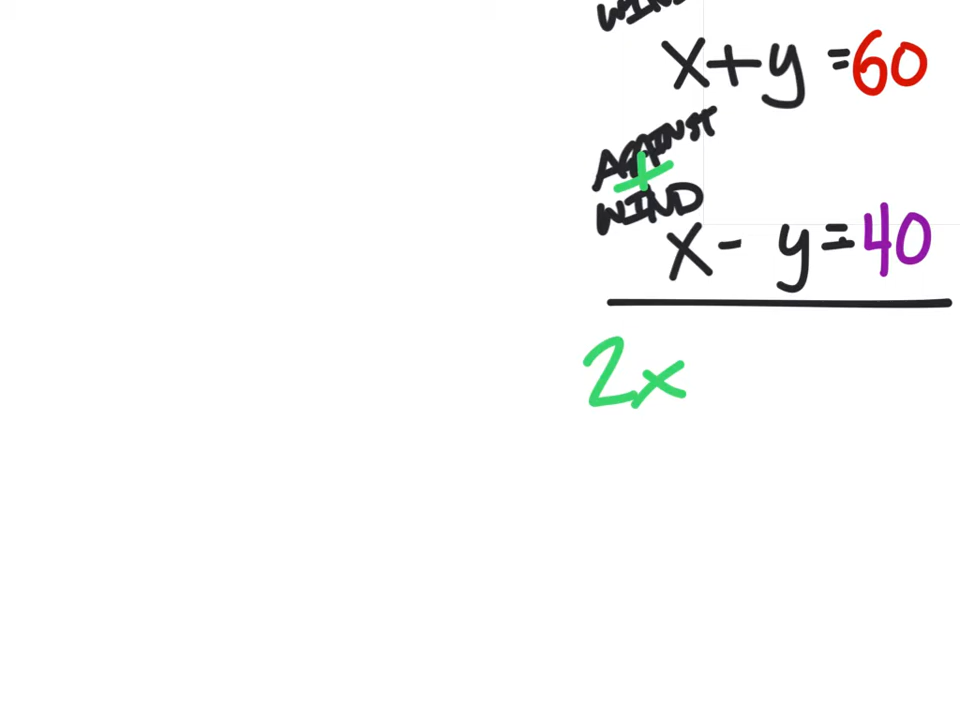 x+y=60
AGAINST
+
WIND
x- y=40
2x